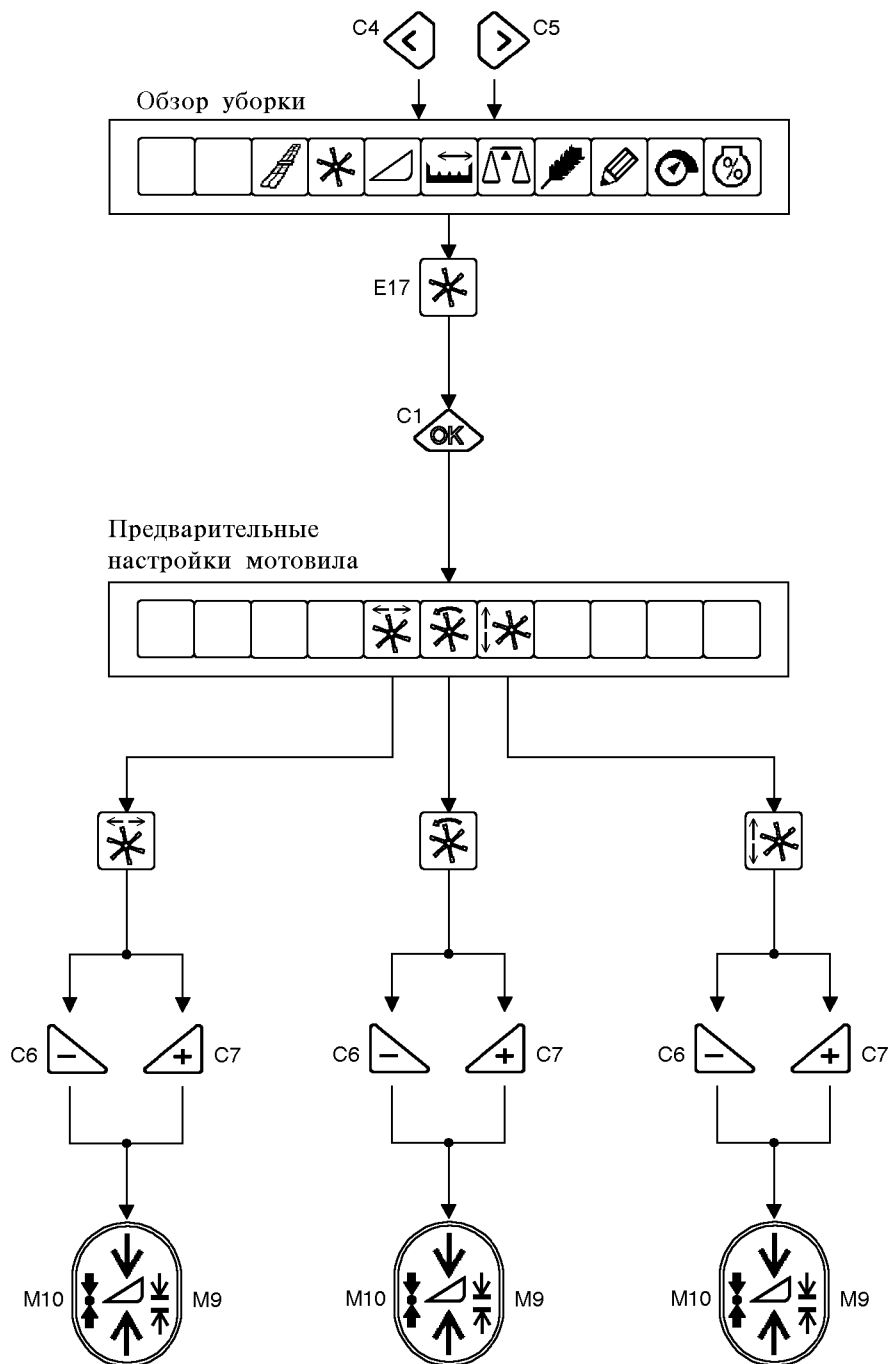 C4 < > C5
Обзор уборки
%
E17
C1
OK
Предварительные
настройки мотовила
C6 − + C7 C6 − + C7 C6 − + C7
M10 M9 M10 M9 M10 M9